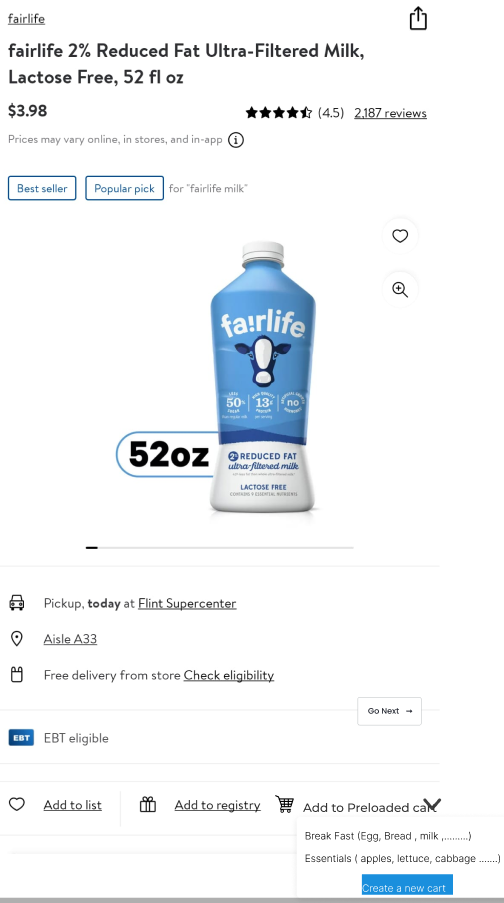 fairlife
fairlife 2% Reduced Fat Ultra-Filtered Milk,
Lactose Free, 52 fl oz
$3.98
(4.5) 2,187 reviews
Prices may vary online, in stores, and in-app
Best seller Popular pick for "fairlife milk"
fa!rlife
50% 13g no
52oz
2% REDUCED FAT
ultra-filtered milk
LACTOSE FREE
CONTAINS 9 ESSENTIAL NUTRIENTS
Pickup, today at Flint Supercenter
Aisle A33
Free delivery from store Check eligibility
Go Next →
EBT EBT eligible
Add to list Add to registry Add to Preloaded cart
Break Fast (Egg, Bread , milk ,.........)
Essentials ( apples, lettuce, cabbage .......)
Create a new cart